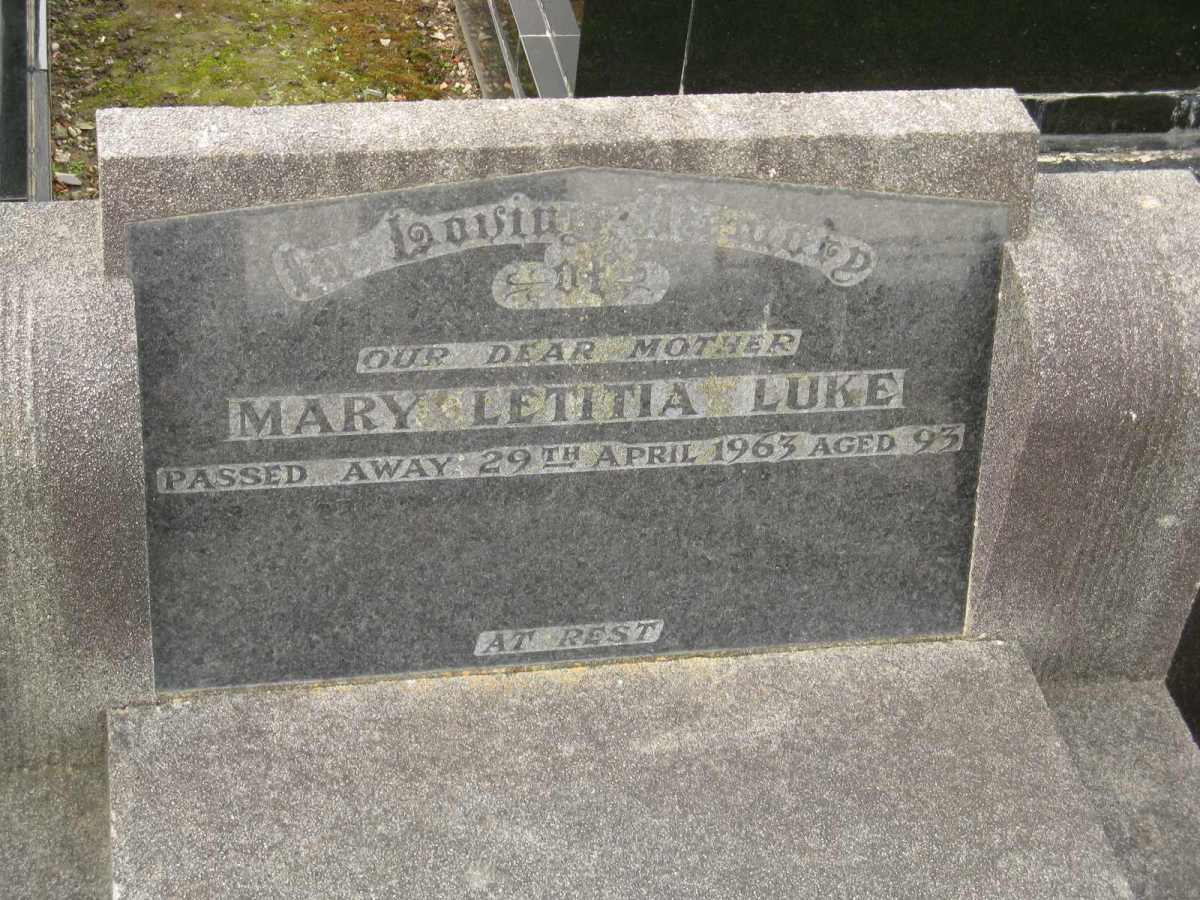 In Loving Memory
of
OUR DEAR MOTHER
MARY LETITIA LUKE
PASSED AWAY 29TH APRIL 1963 AGED 93
AT REST